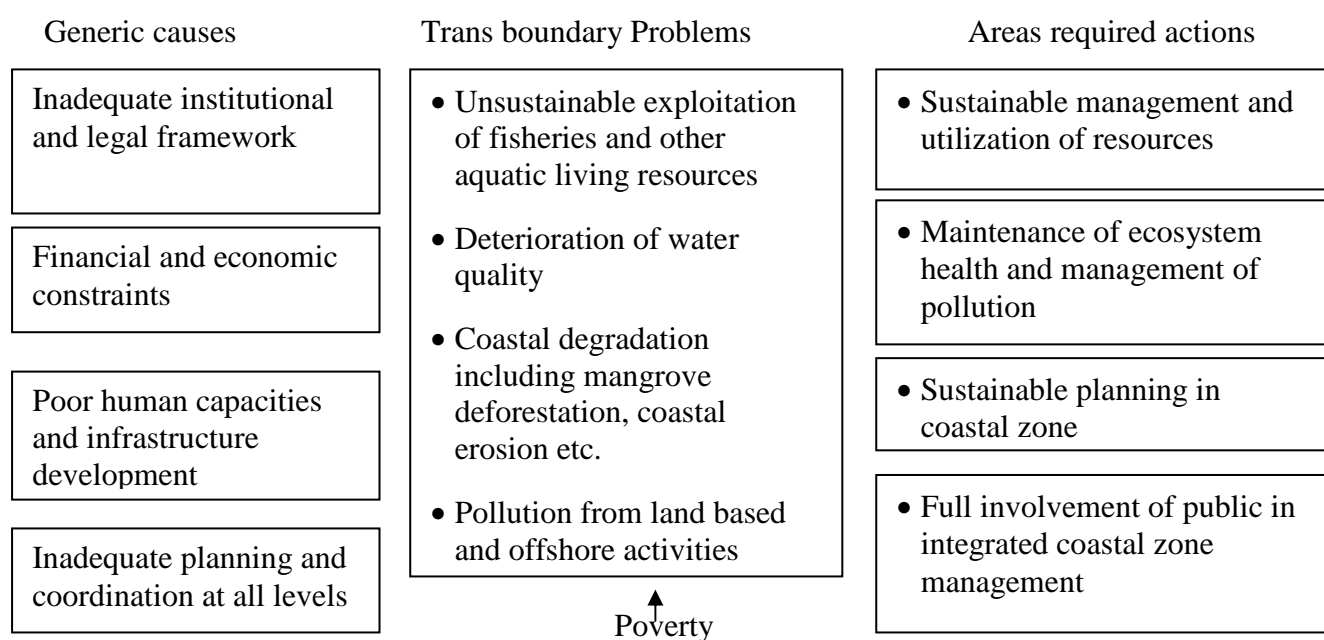 Generic causes
Inadequate institutional
and legal framework
Financial and economic
constraints
Poor human capacities
and infrastructure
development
Inadequate planning and
coordination at all levels
Trans boundary Problems
• Unsustainable exploitation
of fisheries and other
aquatic living resources
• Deterioration of water
quality
• Coastal degradation
including mangrove
deforestation, coastal
erosion etc.
• Pollution from land based
and offshore activities
Poverty
Areas required actions
• Sustainable management and
utilization of resources
• Maintenance of ecosystem
health and management of
pollution
• Sustainable planning in
coastal zone
• Full involvement of public in
integrated coastal zone
management